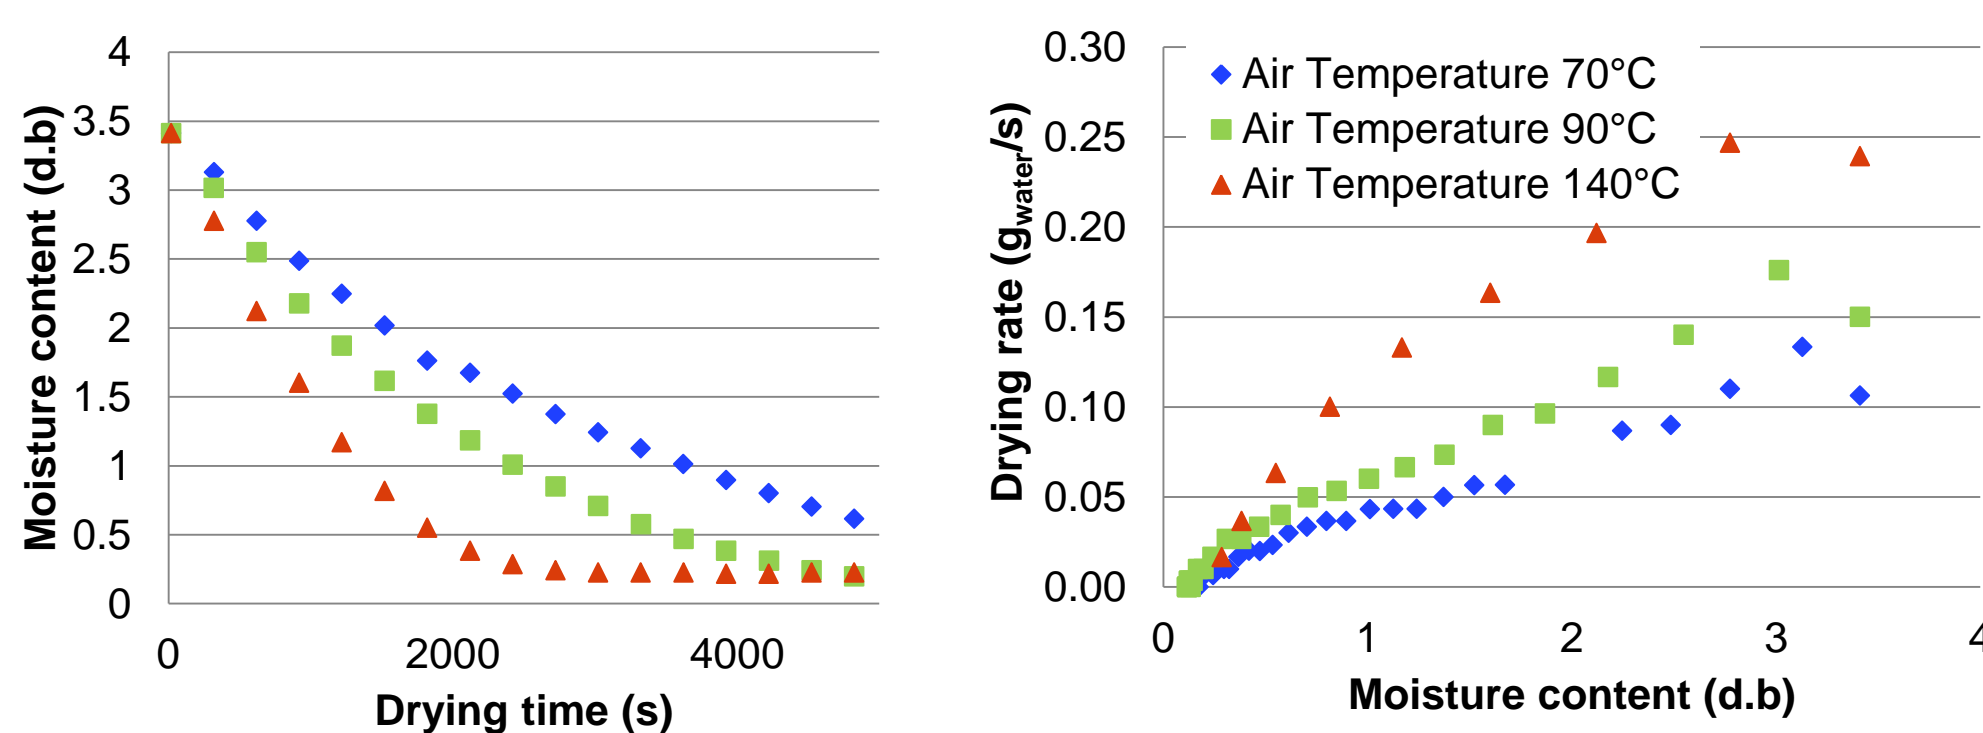 4
3.5
3
2.5
2
1.5
1
0.5
0
Moisture content (d.b)
0 2000 4000
Drying time (s)
0.30
0.25
0.20
0.15
0.10
0.05
0.00
Drying rate (gwater/s)
Air Temperature 70°C
Air Temperature 90°C
Air Temperature 140°C
0 1 2 3 4
Moisture content (d.b)